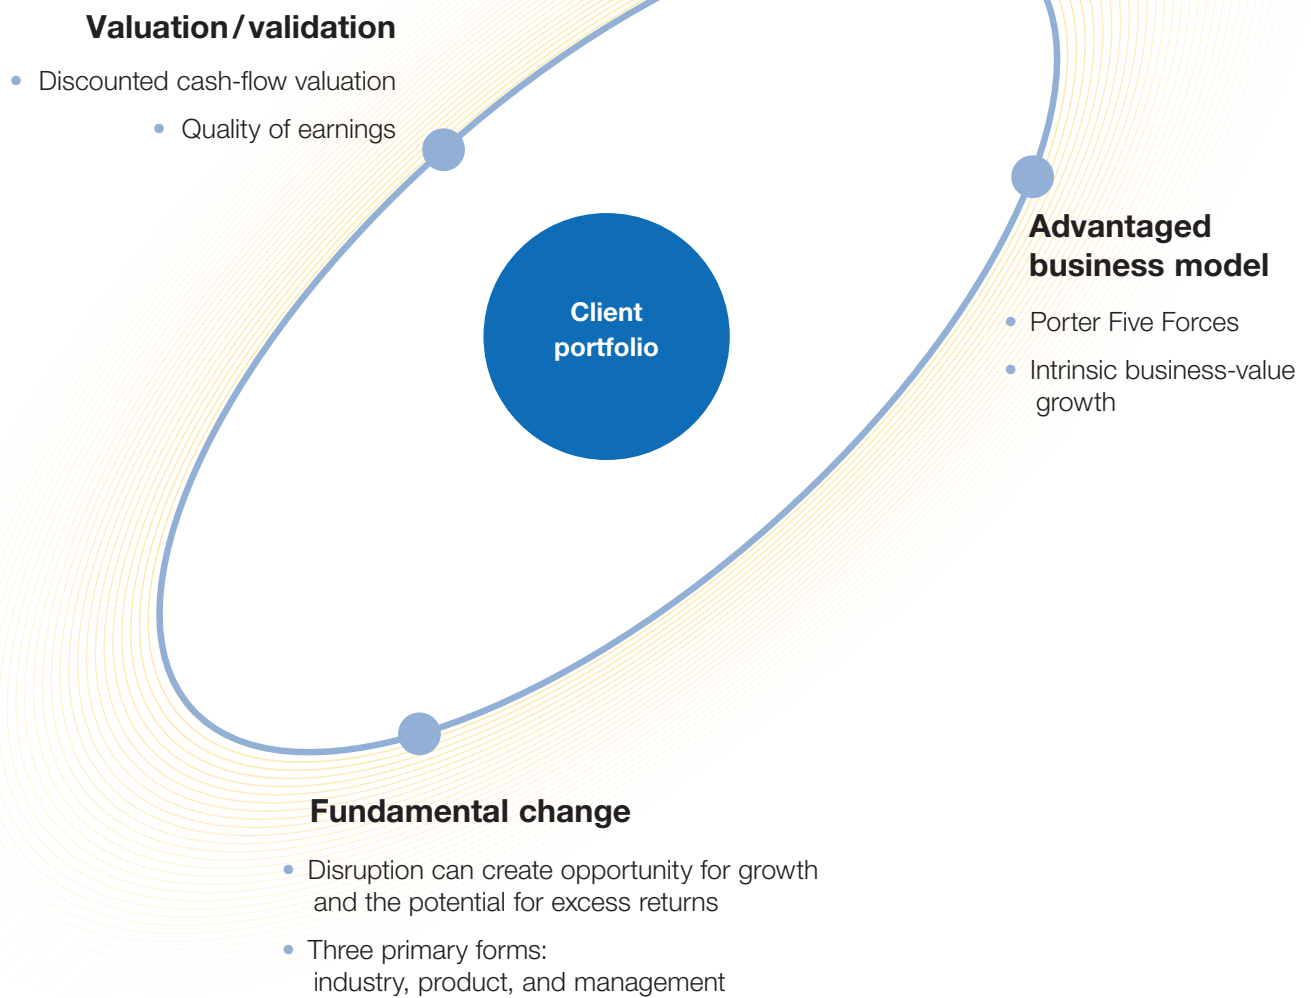 Valuation/validation
• Discounted cash-flow valuation
• Quality of earnings
Client
portfolio
Advantaged
business model
• Porter Five Forces
• Intrinsic business-value
growth
Fundamental change
• Disruption can create opportunity for growth
and the potential for excess returns
• Three primary forms:
industry, product, and management